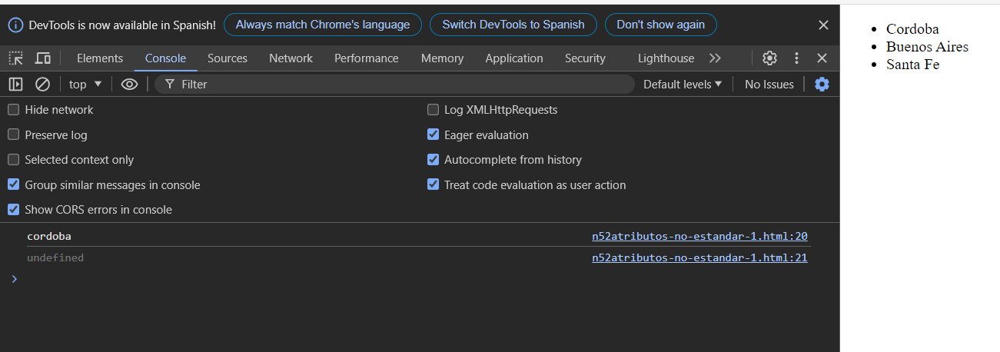 DevTools is now available in Spanish! Always match Chrome's language Switch DevTools to Spanish Don't show again
Elements Console Sources Network Performance Memory Application Security Lighthouse
top Filter Default levels No Issues
Hide network Log XMLHttpRequests
Preserve log Eager evaluation
Selected context only Autocomplete from history
Group similar messages in console Treat code evaluation as user action
Show CORS errors in console
cordoba n52atributos-no-estandar-1.html:20
undefined n52atributos-no-estandar-1.html:21
Cordoba
Buenos Aires
Santa Fe